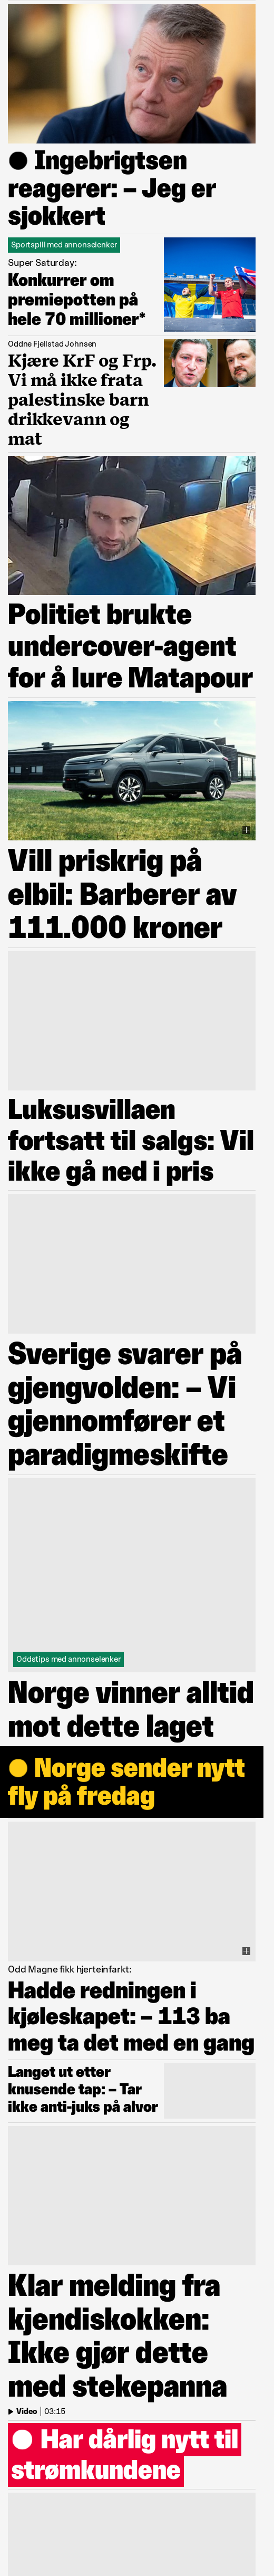 ● Ingebrigtsen
reagerer: – Jeg er
sjokkert
Sportspill med annonselenker
Super Saturday:
Konkurrer om
premiepotten på
hele 70 millioner*
Oddne Fjellstad Johnsen
Kjære KrF og Frp.
Vi må ikke frata
palestinske barn
drikkevann og
mat
Politiet brukte
undercover-agent
for å lure Matapour
Vill priskrig på
elbil: Barberer av
111.000 kroner
Luksusvillaen
fortsatt til salgs: Vil
ikke gå ned i pris
Sverige svarer på
gjengvolden: – Vi
gjennomfører et
paradigmeskifte
Oddstips med annonselenker
Norge vinner alltid
mot dette laget
● Norge sender nytt
fly på fredag
Odd Magne fikk hjerteinfarkt:
Hadde redningen i
kjøleskapet: – 113 ba
meg ta det med en gang
Langet ut etter
knusende tap: – Tar
ikke anti-juks på alvor
Klar melding fra
kjendiskokken:
Ikke gjør dette
med stekepanna
Video | 03:15
● Har dårlig nytt til
strømkundene